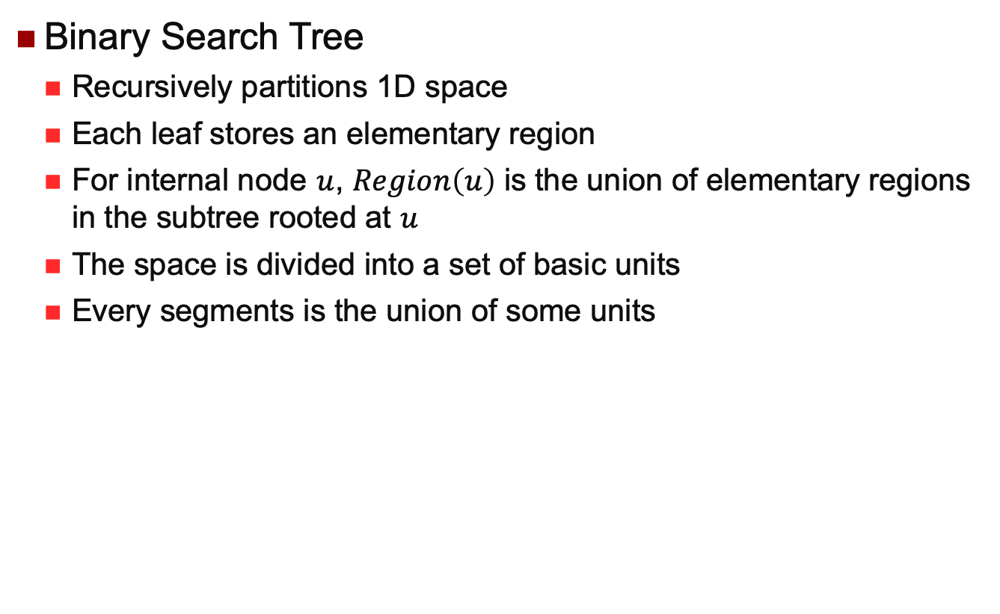 Binary Search Tree
Recursively partitions 1D space
Each leaf stores an elementary region
For internal node u, Region(u) is the union of elementary regions
in the subtree rooted at u
The space is divided into a set of basic units
Every segments is the union of some units